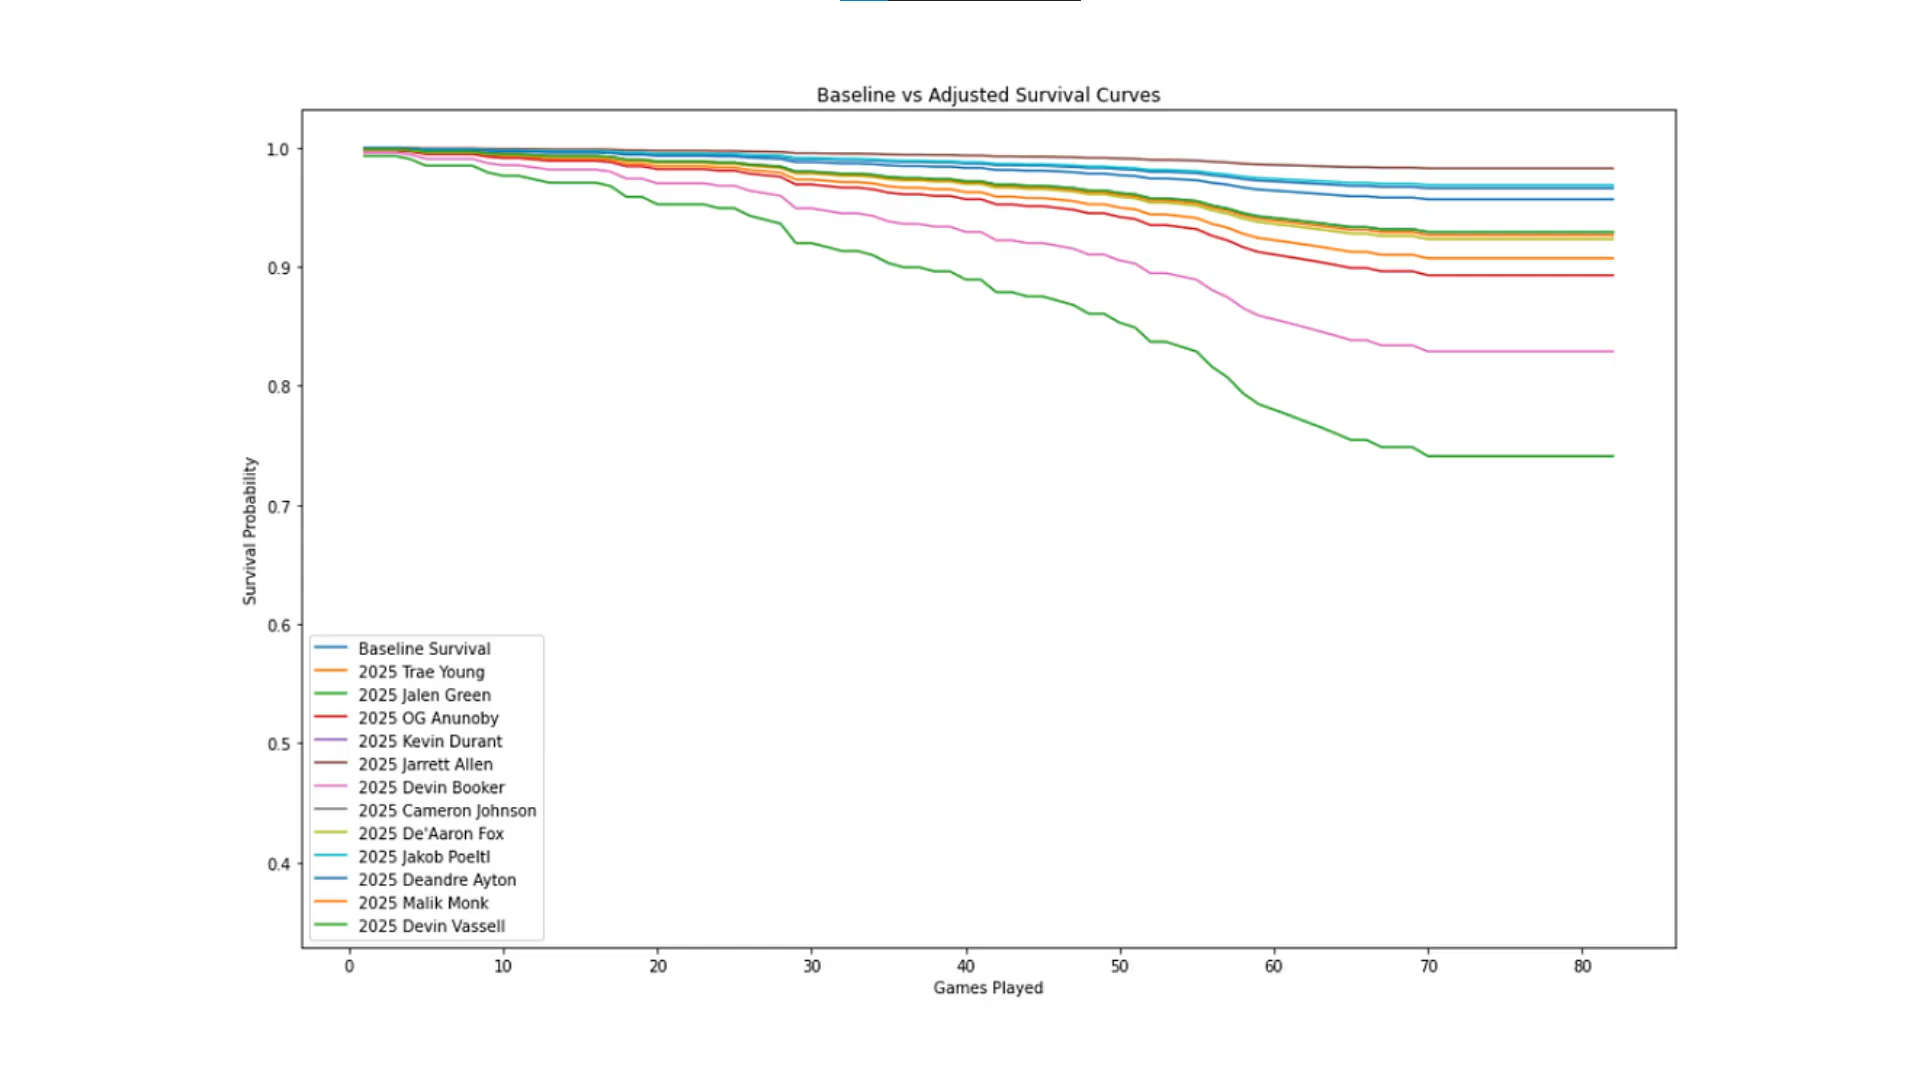 Baseline vs Adjusted Survival Curves
1.0
0.9
0.8
0.7
0.6
0.5
0.4
Survival Probability
Baseline Survival
2025 Trae Young
2025 Jalen Green
2025 OG Anunoby
2025 Kevin Durant
2025 Jarrett Allen
2025 Devin Booker
2025 Cameron Johnson
2025 De'Aaron Fox
2025 Jakob Poeltl
2025 Deandre Ayton
2025 Malik Monk
2025 Devin Vassell
0 10 20 30 40 50 60 70 80
Games Played